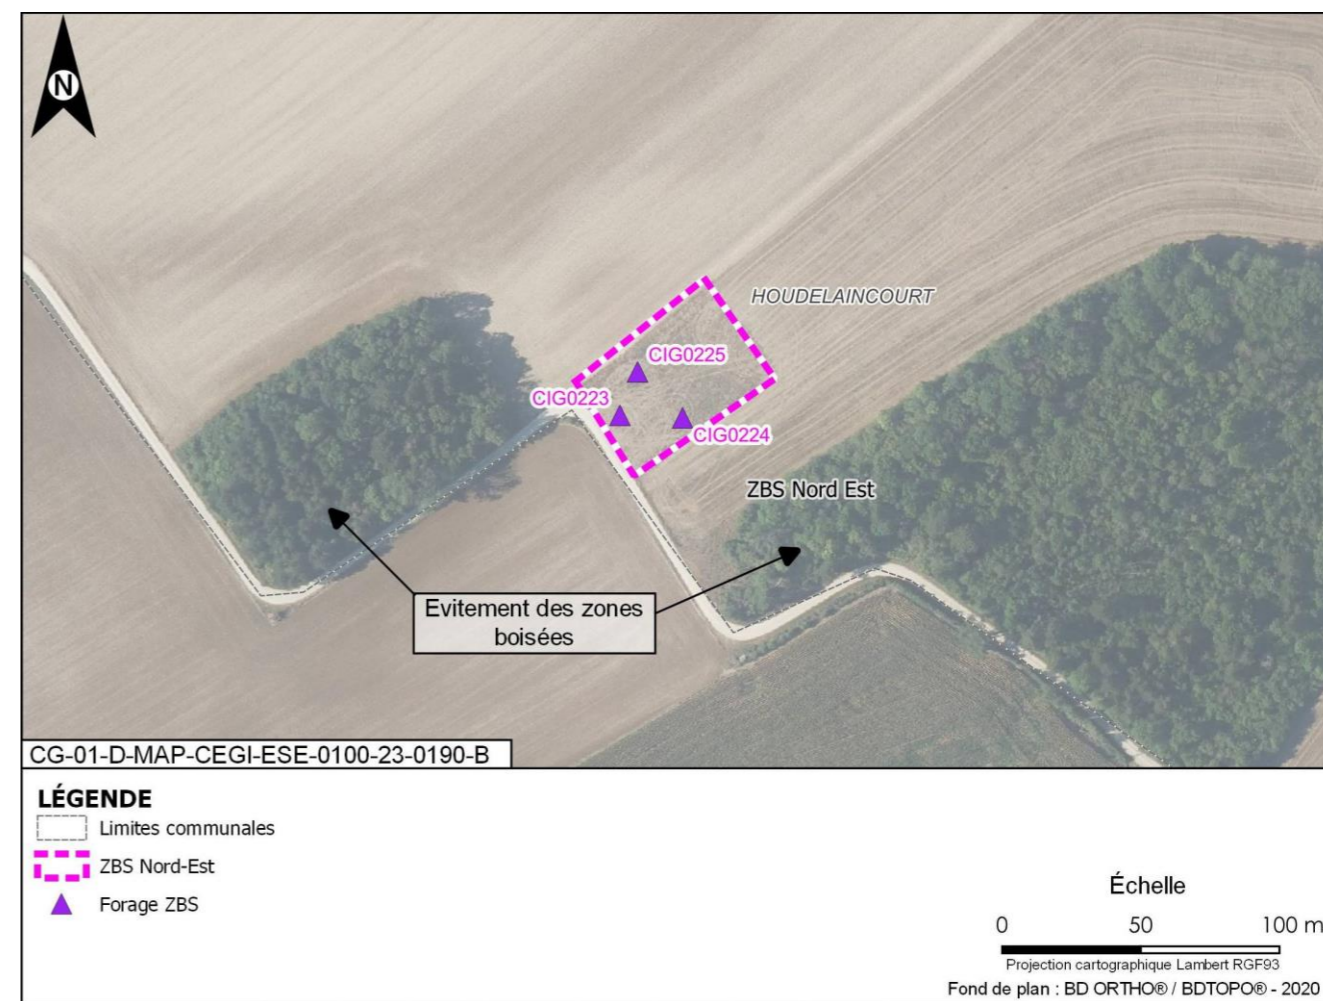 N
HOUDELAINCOURT
CIG0225
CIG0223
CIG0224
ZBS Nord Est
Evitement des zones
boisées
CG-01-D-MAP-CEGI-ESE-0100-23-0190-B
LÉGENDE
Limites communales
ZBS Nord-Est
Forage ZBS
Échelle
0 50 100 m
Projection cartographique Lambert RGF93
Fond de plan : BD ORTHO® / BDTOPO® - 2020